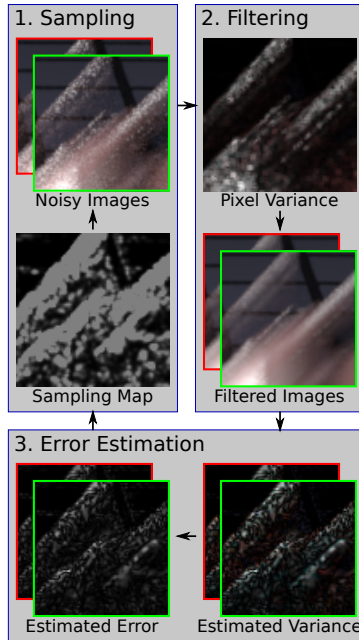 1. Sampling
Noisy Images
Sampling Map
2. Filtering
Pixel Variance
Filtered Images
3. Error Estimation
Estimated Error
Estimated Variance